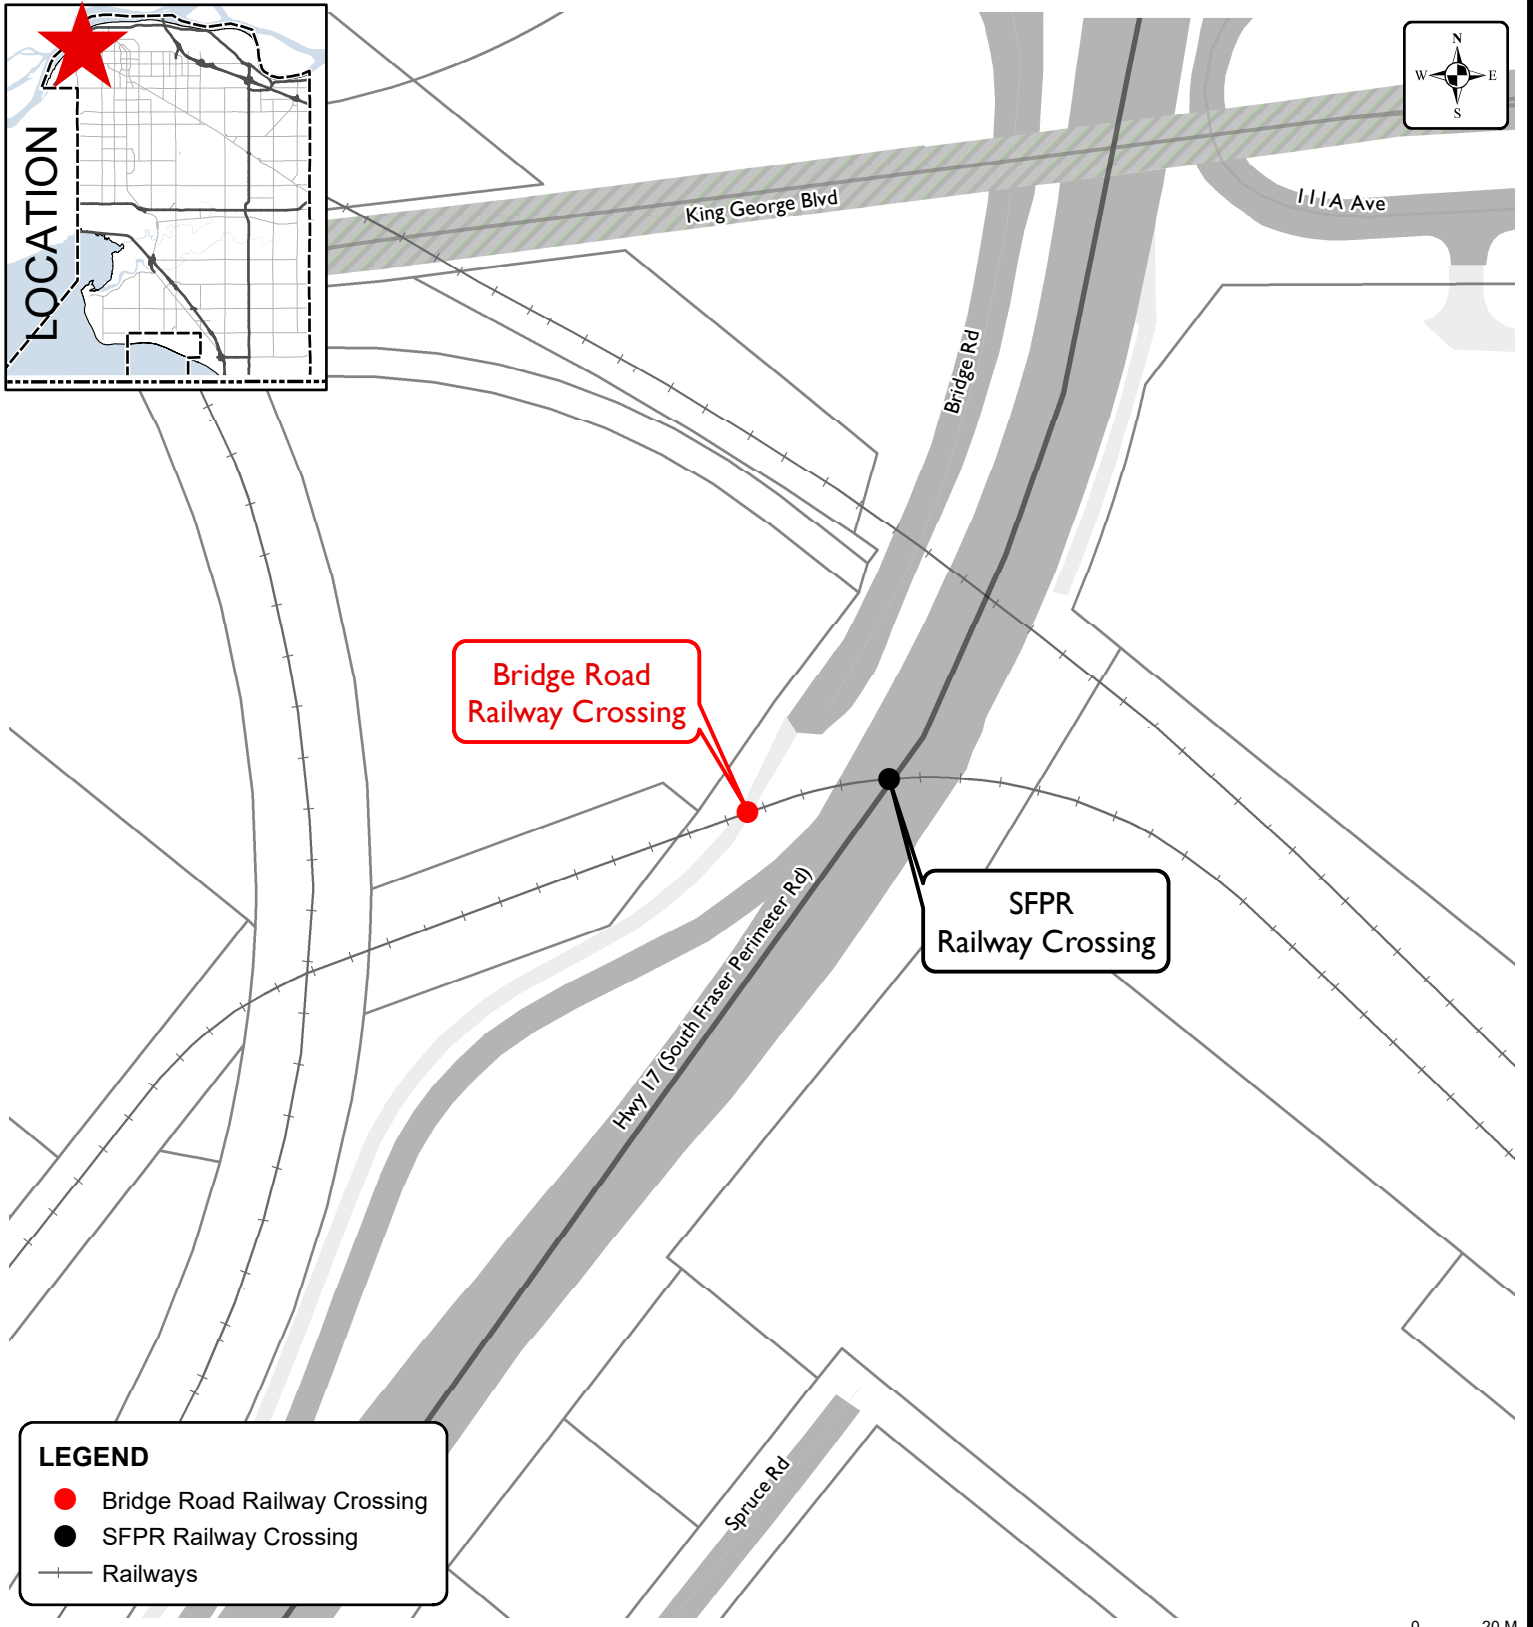 LOCATION
N
W E
S
King George Blvd
111A Ave
Bridge Rd
Bridge Road
Railway Crossing
SFPR
Railway Crossing
Hwy 17 (South Fraser Perimeter Rd)
Spruce Rd
LEGEND
Bridge Road Railway Crossing
SFPR Railway Crossing
Railways
0 20 M